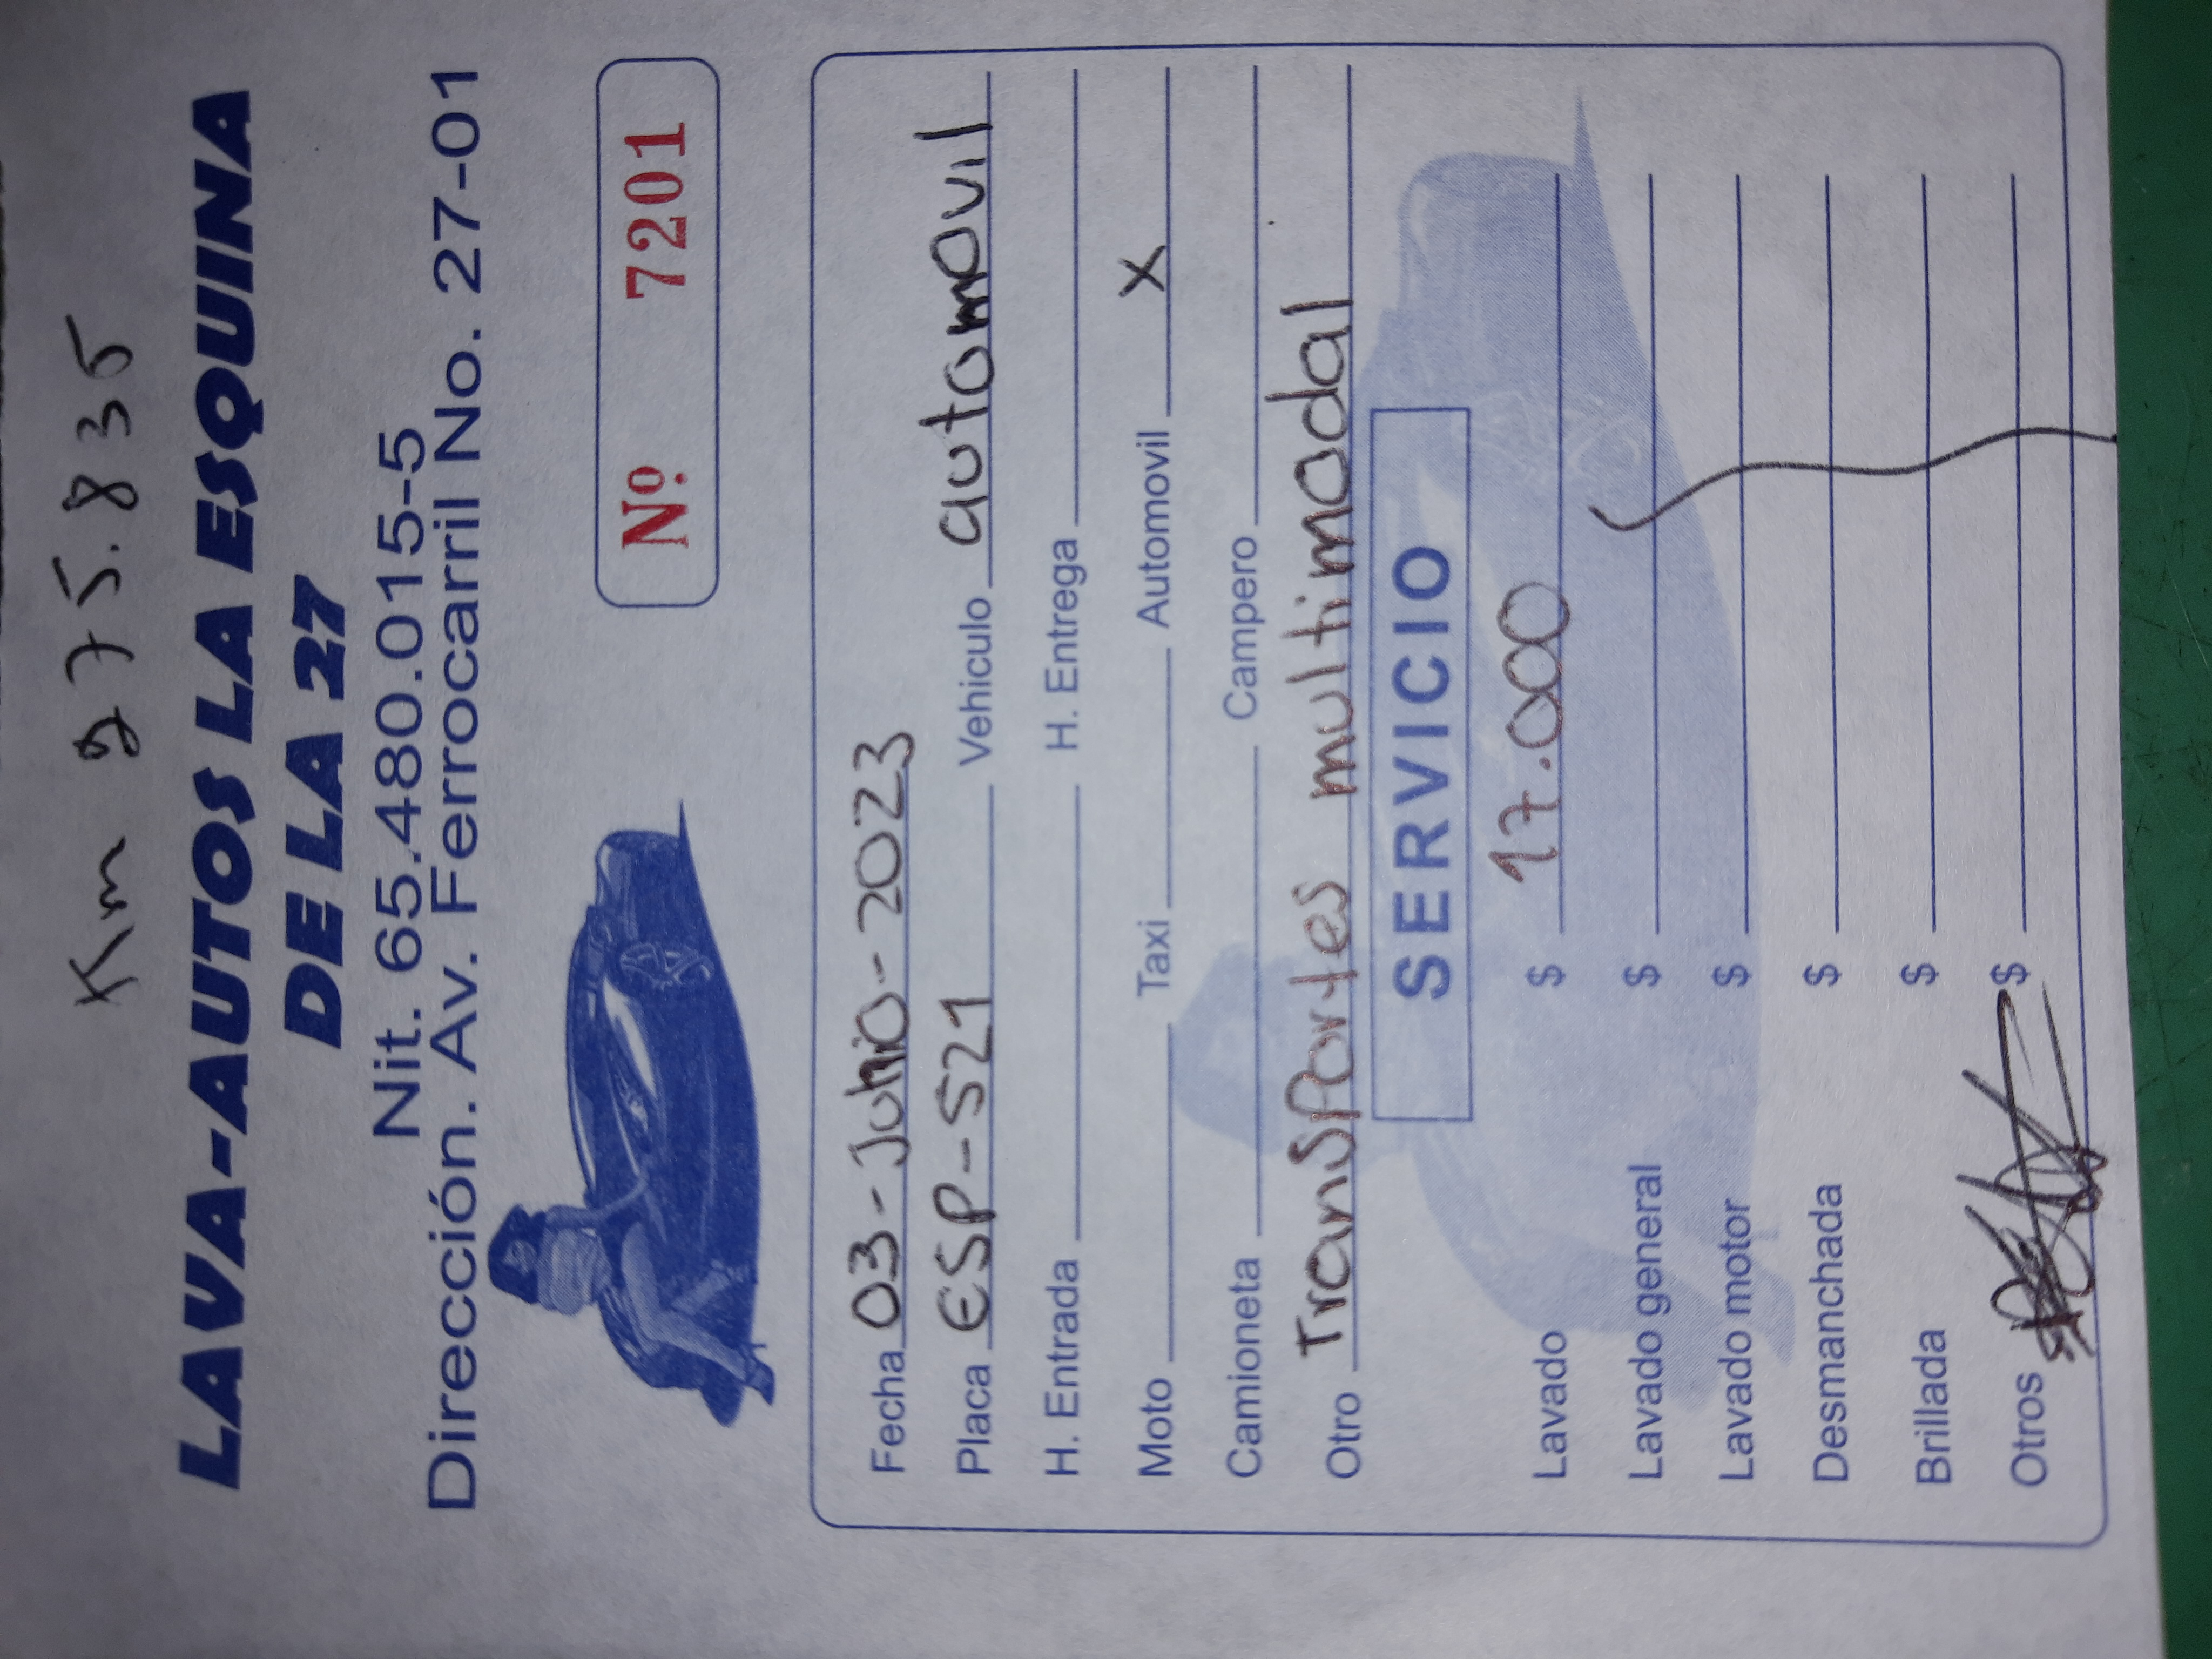 Km 275.835
LAVA-AUTOS LA ESQUINA
DE LA 27
Nit. 65.480.015-5
Dirección. Av. Ferrocarril No. 27-01
Nº. 7201
Fecha 03-Julio-2023
Placa ESP-521 Vehiculo automovil
H. Entrada H. Entrega
Moto Taxi Automovil X
Camioneta Campero
Otro Transportes multimodal
SERVICIO
Lavado $ 17.000
Lavado general $
Lavado motor $
Desmanchada $
Brillada $
Otros $